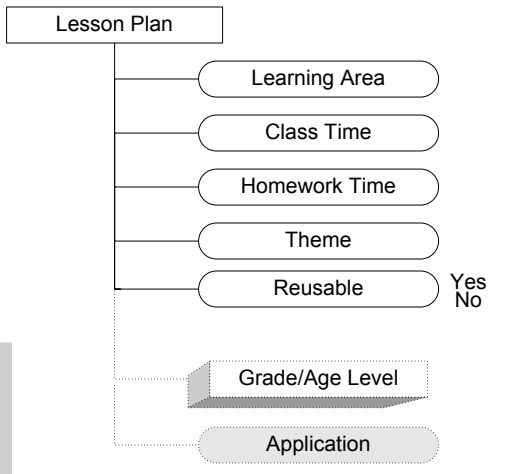 Lesson Plan
Learning Area
Class Time
Homework Time
Theme
Reusable
Yes
No
Grade/Age Level
Application